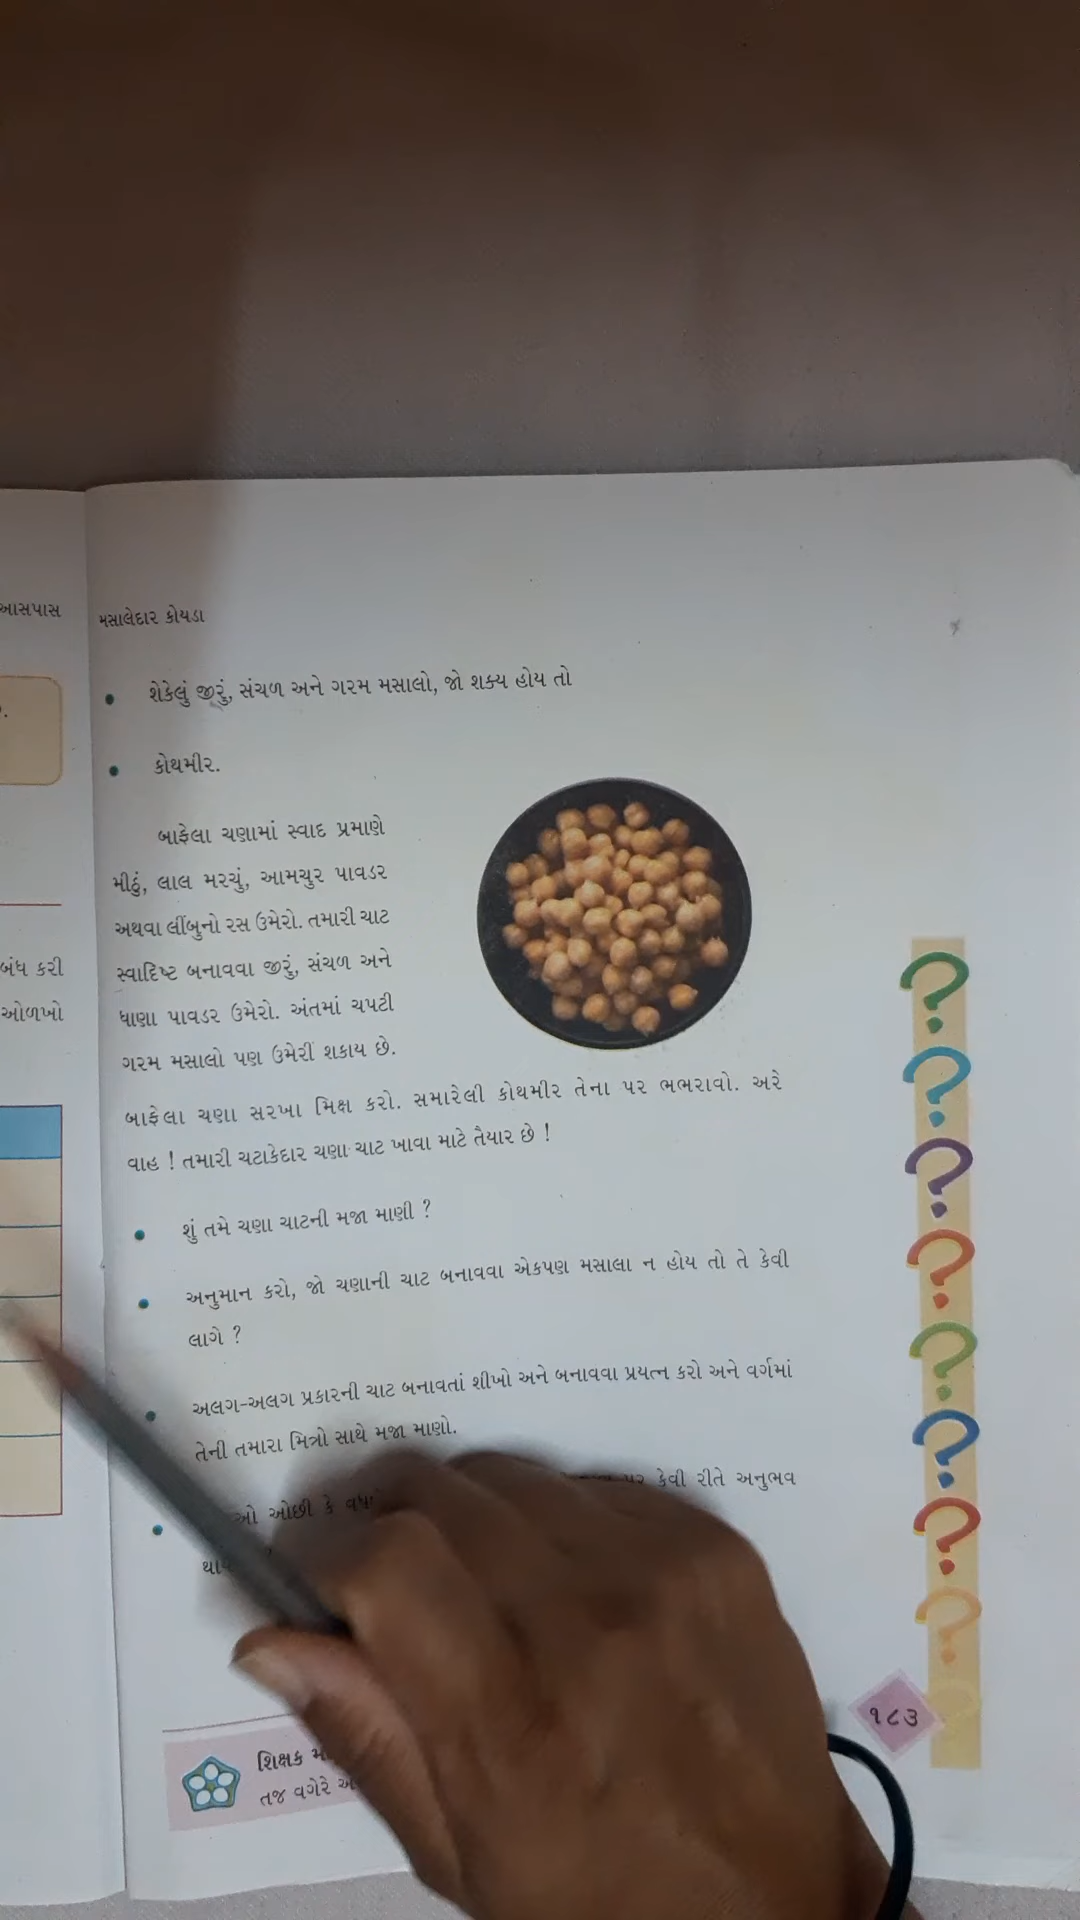 આસપાસ
બંધ કરી
ઓળખો
મસાલેદાર કોયડા
• શેકેલું જીરું, સંચળ અને ગરમ મસાલો, જો શક્ય હોય તો
• કોથમીર.
બાફેલા ચણામાં સ્વાદ પ્રમાણે
મીઠું, લાલ મરચું, આમચુર પાવડર
અથવા લીંબુનો રસ ઉમેરો. તમારી ચાટ
સ્વાદિષ્ટ બનાવવા જીરું, સંચળ અને
ધાણા પાવડર ઉમેરો. અંતમાં ચપટી
ગરમ મસાલો પણ ઉમેરી શકાય છે.
બાફેલા ચણા સરખા મિક્ષ કરો. સમારેલી કોથમીર તેના પર ભભરાવો. અરે
વાહ ! તમારી ચટાકેદાર ચણા ચાટ ખાવા માટે તૈયાર છે !
• શું તમે ચણા ચાટની મજા માણી ?
• અનુમાન કરો, જો ચણાની ચાટ બનાવવા એકપણ મસાલા ન હોય તો તે કેવી
લાગે ?
• અલગ-અલગ પ્રકારની ચાટ બનાવતાં શીખો અને બનાવવા પ્રયત્ન કરો અને વર્ગમાં
તેની તમારા મિત્રો સાથે મજા માણો.
• ઓછી કે પર કેવી રીતે અનુભવ
શિક્ષક
તજ વગેરે
૧૮૩